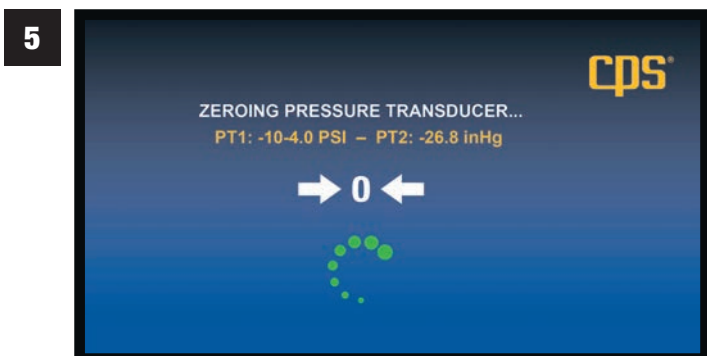 5
CPS®
ZEROING PRESSURE TRANSDUCER...
PT1: -10-4.0 PSI – PT2: -26.8 inHg
0